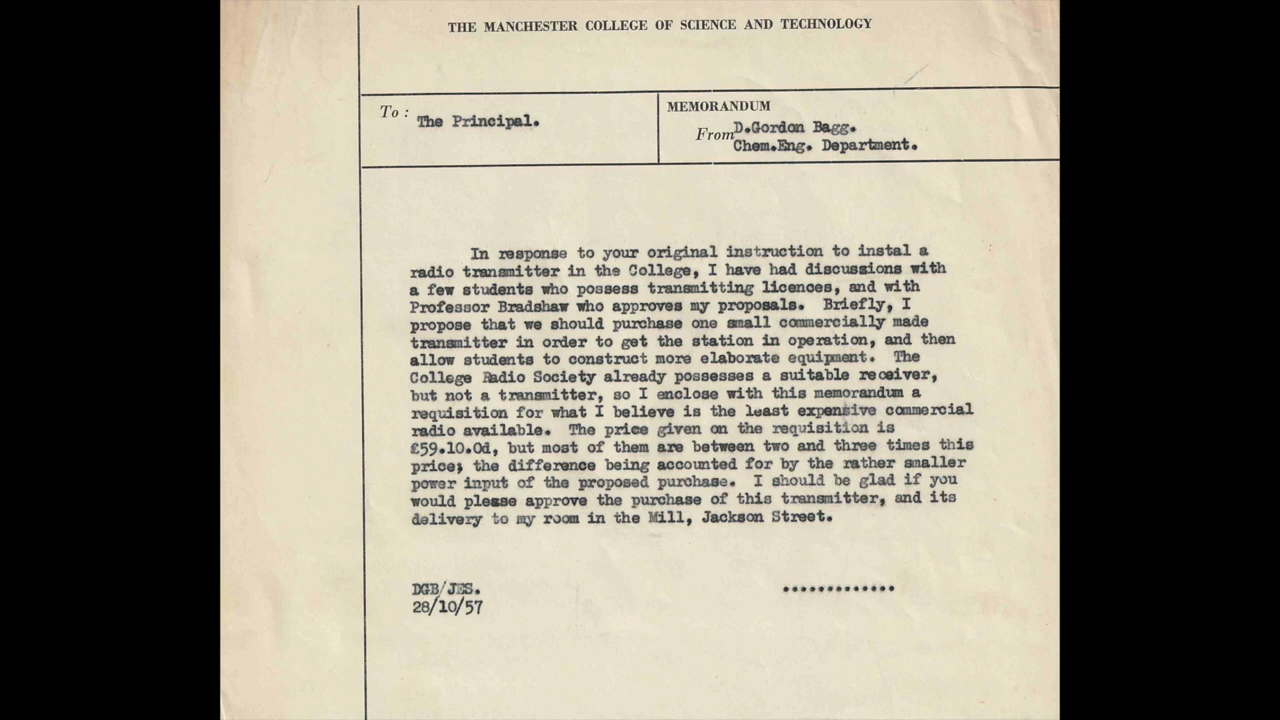 THE MANCHESTER COLLEGE OF SCIENCE AND TECHNOLOGY
To : The Principal.
MEMORANDUM
From D.Gordon Bagg.
Chem.Eng. Department.
In response to your original instruction to instal a
radio transmitter in the College, I have had discussions with
a few students who possess transmitting licences, and with
Professor Bradshaw who approves my proposals. Briefly, I
propose that we should purchase one small commercially made
transmitter in order to get the station in operation, and then
allow students to construct more elaborate equipment. The
College Radio Society already possesses a suitable receiver,
but not a transmitter, so I enclose with this memorandum a
requisition for what I believe is the least expensive commercial
radio available. The price given on the requisition is
£59.10.0d, but most of them are between two and three times this
price; the difference being accounted for by the rather smaller
power input of the proposed purchase. I should be glad if you
would please approve the purchase of this transmitter, and its
delivery to my room in the Mill, Jackson Street.
DGB/JES. .............
28/10/57